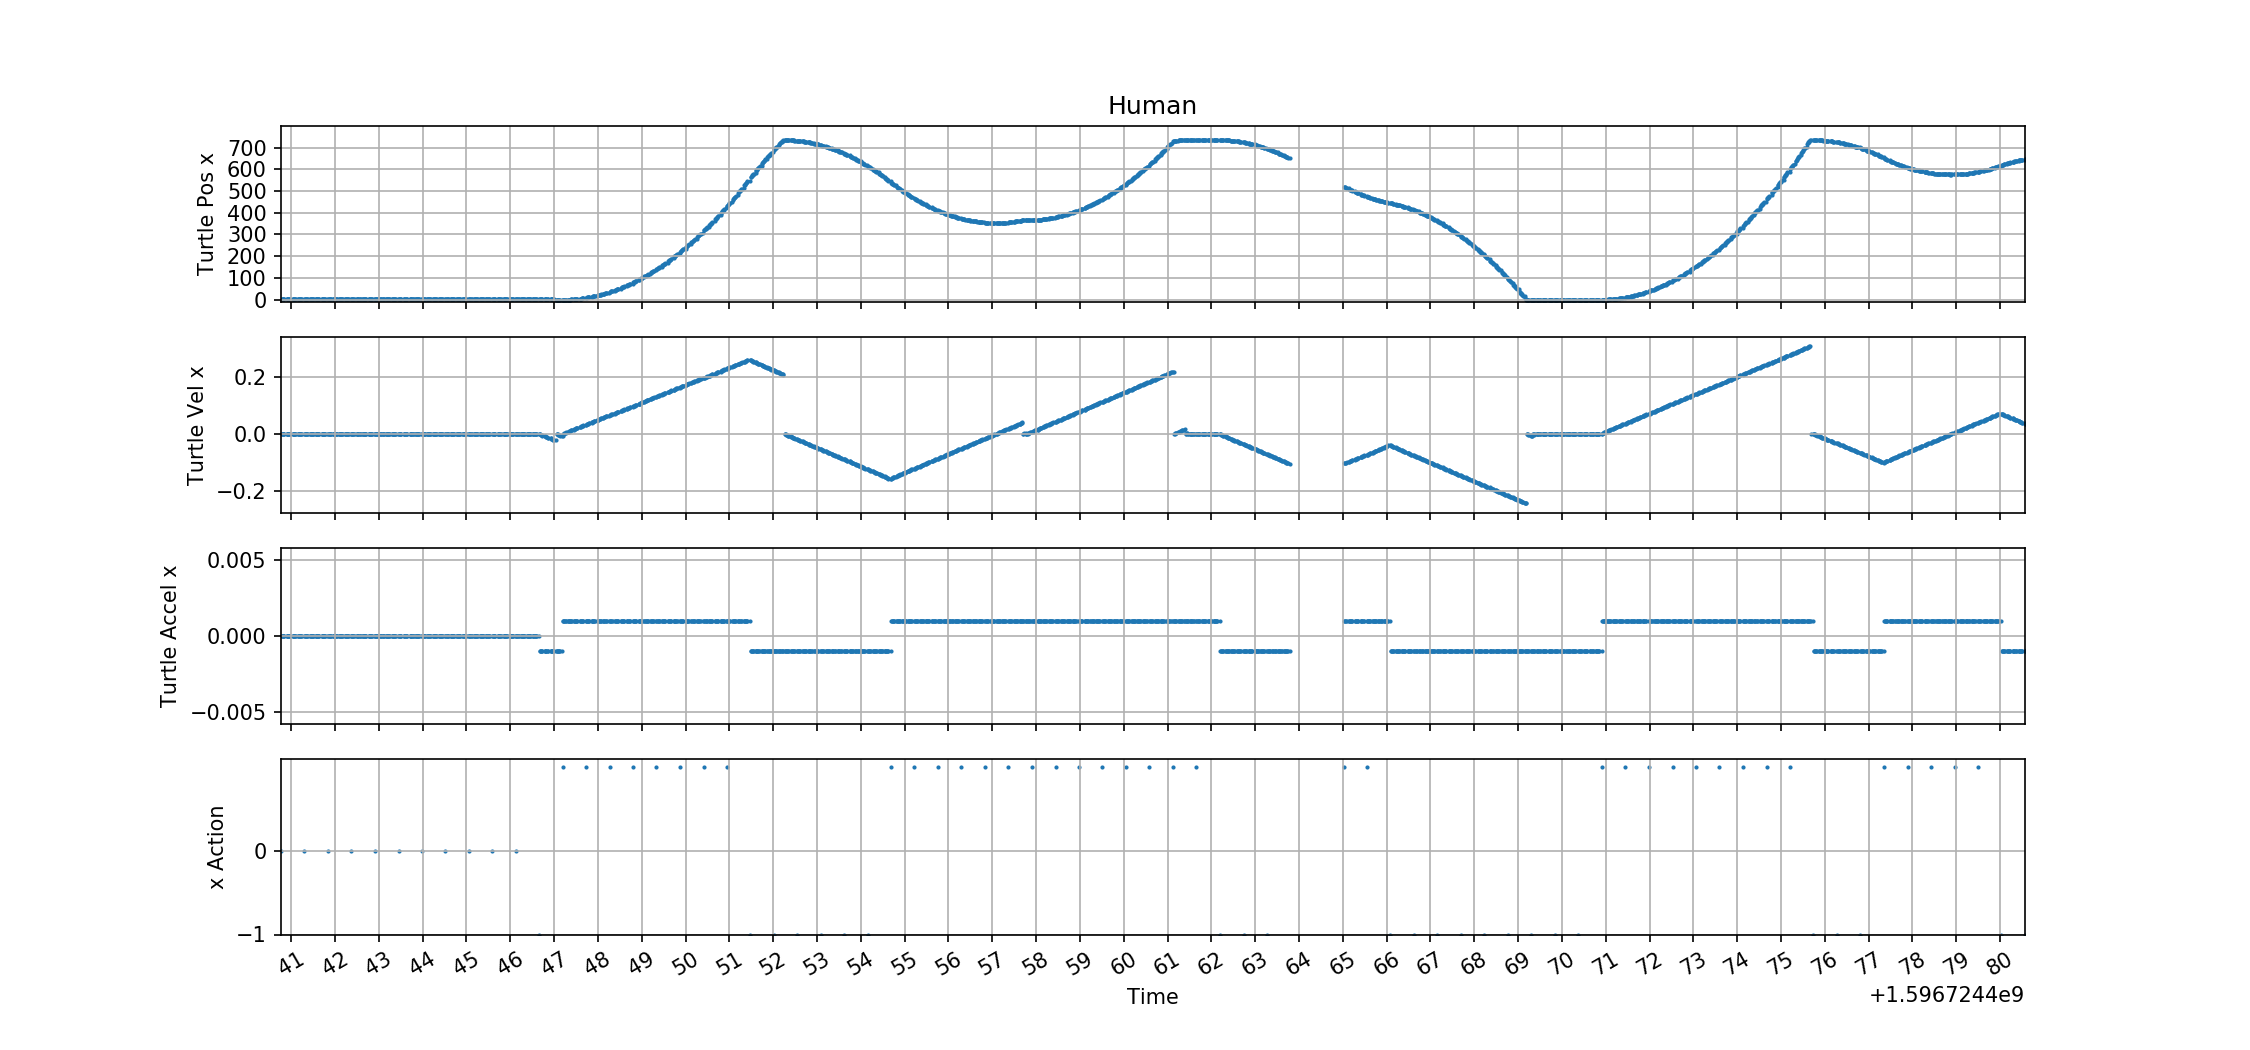 Human
Turtle Pos x
700
600
500
400
300
200
100
0
Turtle Vel x
0.2
0.0
−0.2
Turtle Accel x
0.005
0.000
−0.005
x Action
0
−1
41 42 43 44 45 46 47 48 49 50 51 52 53 54 55 56 57 58 59 60 61 62 63 64 65 66 67 68 69 70 71 72 73 74 75 76 77 78 79 80
Time
+1.5967244e9